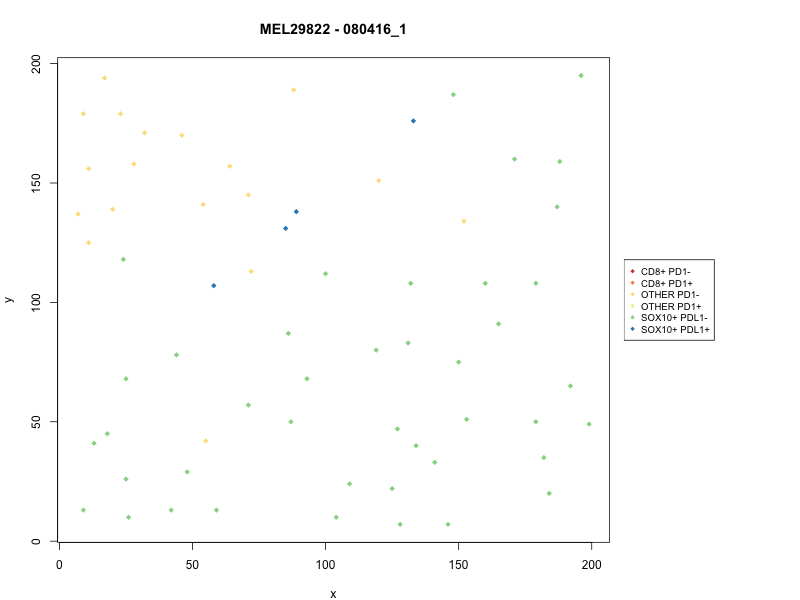 MEL29822 - 080416_1
200
150
100
50
0
y
0 50 100 150 200
x
CD8+ PD1-
CD8+ PD1+
OTHER PD1-
OTHER PD1+
SOX10+ PDL1-
SOX10+ PDL1+